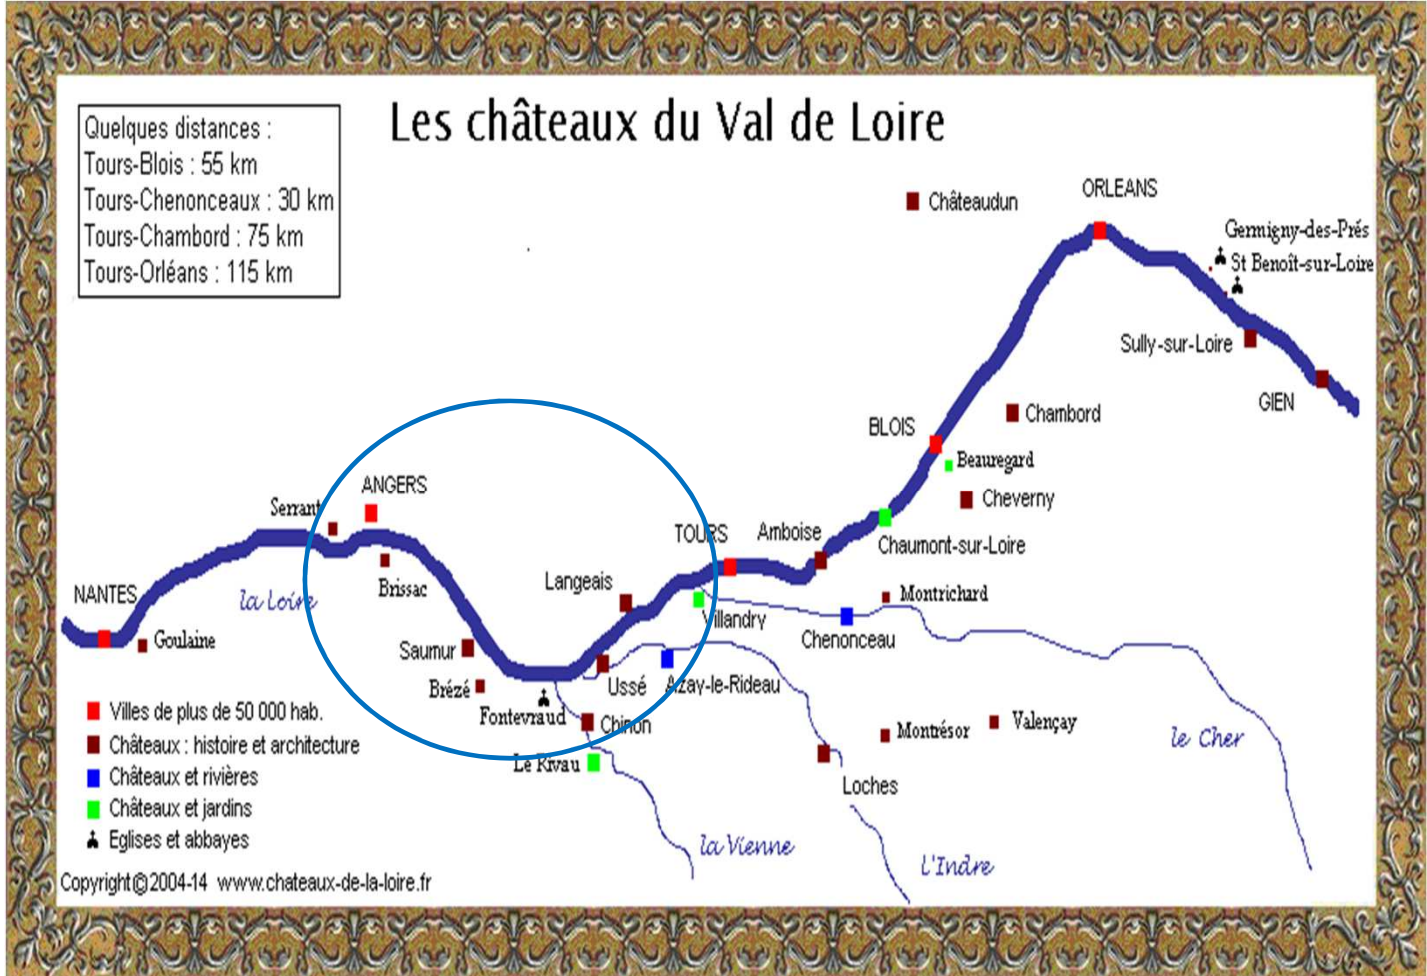 Les châteaux du Val de Loire
Quelques distances :
Tours-Blois : 55 km
Tours-Chenonceaux : 30 km
Tours-Chambord : 75 km
Tours-Orléans : 115 km
ORLEANS
Châteaudun
Germigny-des-Prés
St Benoît-sur-Loire
Sully-sur-Loire
GIEN
Chambord
BLOIS
Beauregard
Cheverny
ANGERS
Serrant
TOURS
Amboise
Chaumont-sur-Loire
Langeais
Brissac
NANTES
la Loire
Montrichard
Villandry
Chenonceau
Goulaine
Saumur
Brézé
Ussé
Azay-le-Rideau
Fontevraud
Chinon
Montrésor
Valençay
le Cher
Le Rivau
Loches
la Vienne
l'Indre
Villes de plus de 50 000 hab.
Châteaux : histoire et architecture
Châteaux et rivières
Châteaux et jardins
Eglises et abbayes
Copyright©2004-14 www.chateaux-de-la-loire.fr